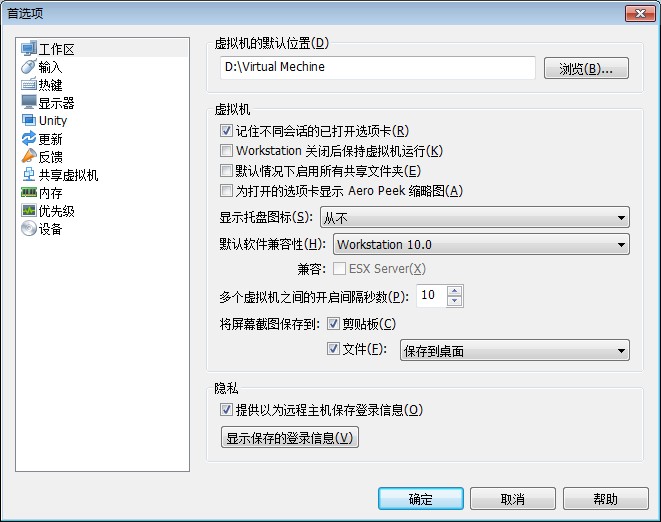 首选项
工作区
输入
热键
显示器
Unity
更新
反馈
共享虚拟机
内存
优先级
设备
虚拟机的默认位置(D)
D:\Virtual Mechine
浏览(B)...
虚拟机
记住不同会话的已打开选项卡(R)
Workstation 关闭后保持虚拟机运行(K)
默认情况下启用所有共享文件夹(E)
为打开的选项卡显示 Aero Peek 缩略图(A)
显示托盘图标(S): 从不
默认软件兼容性(H): Workstation 10.0
兼容: ESX Server(X)
多个虚拟机之间的开启间隔秒数(P): 10
将屏幕截图保存到: 剪贴板(C)
文件(F): 保存到桌面
隐私
提供以为远程主机保存登录信息(O)
显示保存的登录信息(V)
确定 取消 帮助